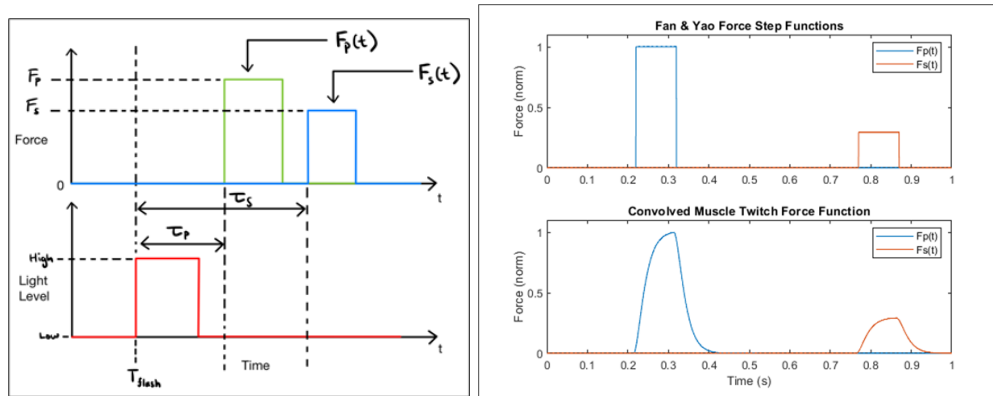 Fp(t)
Fs(t)
Fp
Fs
Force
0
t
τs
τp
High
Light
Level
Low
t
Time
Tflash
Fan & Yao Force Step Functions
Fp(t)
Fs(t)
1
0.5
0
Force (norm)
0 0.1 0.2 0.3 0.4 0.5 0.6 0.7 0.8 0.9 1
Convolved Muscle Twitch Force Function
Fp(t)
Fs(t)
1
0.5
0
Force (norm)
0 0.1 0.2 0.3 0.4 0.5 0.6 0.7 0.8 0.9 1
Time (s)